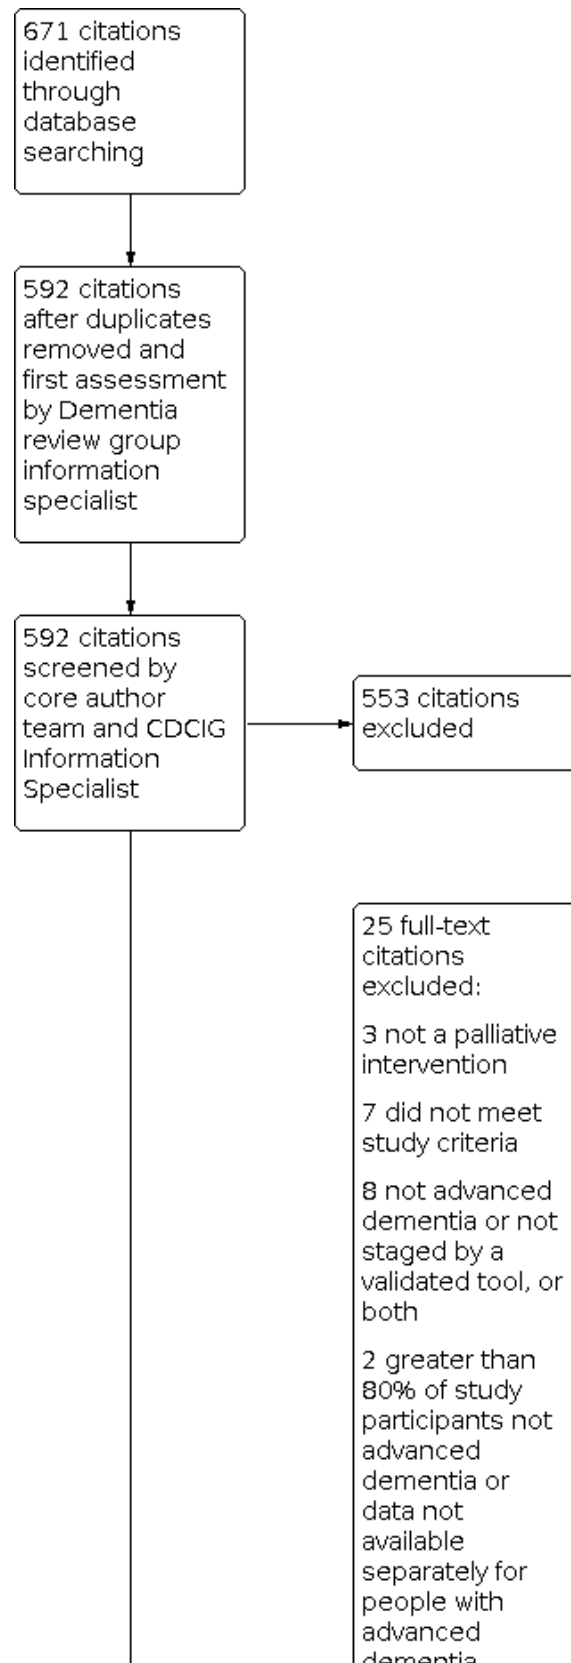 671 citations
identified
through
database
searching
592 citations
after duplicates
removed and
first assessment
by Dementia
review group
information
specialist
592 citations
screened by
core author
team and CDCIG
Information
Specialist
553 citations
excluded
25 full-text
citations
excluded:
3 not a palliative
intervention
7 did not meet
study criteria
8 not advanced
dementia or not
staged by a
validated tool, or
both
2 greater than
80% of study
participants not
advanced
dementia or
data not
available
separately for
people with
advanced
dementia